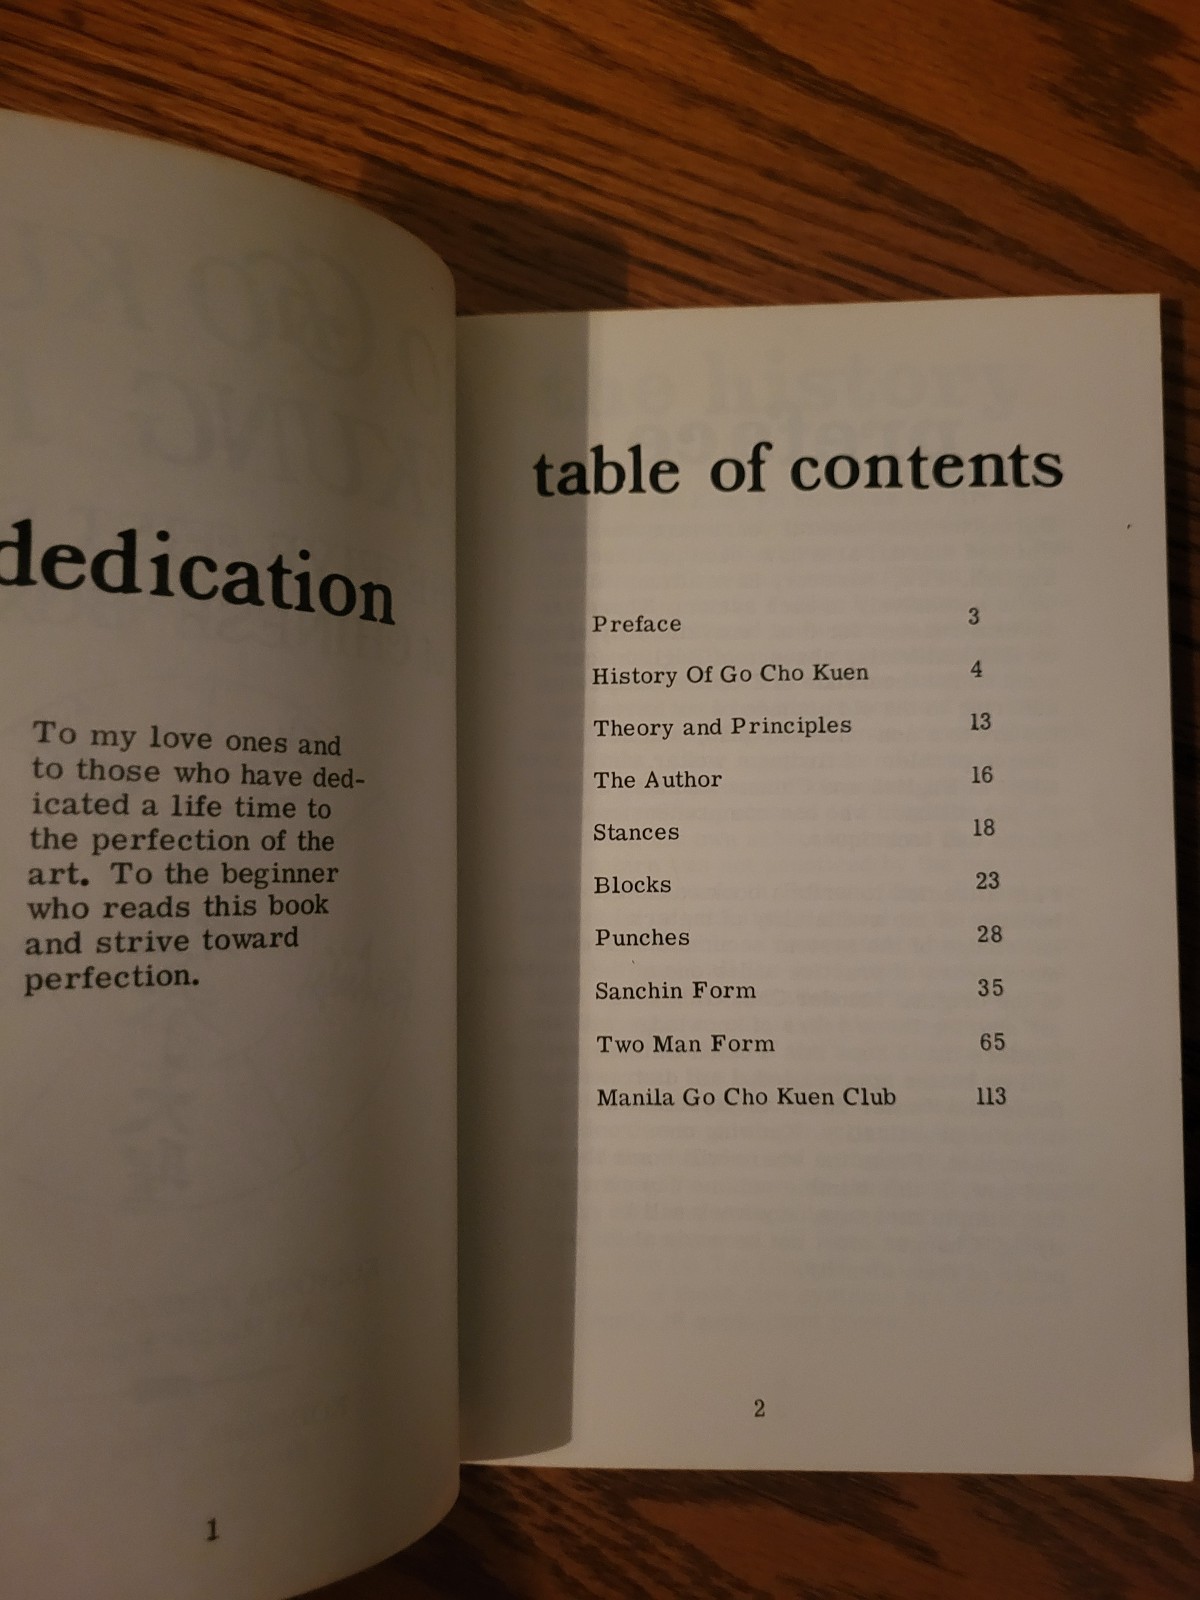 dedication
To my love ones and
to those who have ded-
icated a life time to
the perfection of the
art. To the beginner
who reads this book
and strive toward
perfection.
1
table of contents
Preface 3
History Of Go Cho Kuen 4
Theory and Principles 13
The Author 16
Stances 18
Blocks 23
Punches 28
Sanchin Form 35
Two Man Form 65
Manila Go Cho Kuen Club 113
2